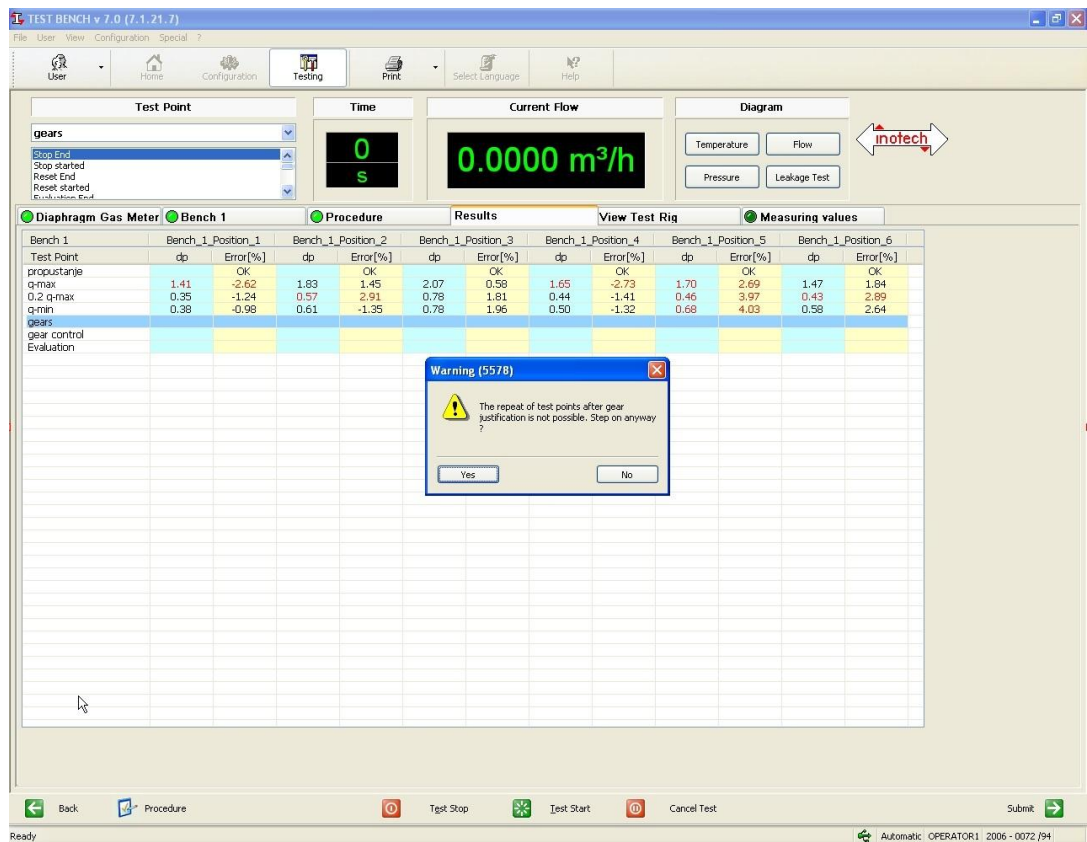 TEST BENCH v 7.0 (7.1.21.7)
File User View Configuration Special ?
User Home Configuration Testing Print Select Language Help
Test Point Time Current Flow Diagram
gears
Stop End
Stop started
Reset End
Reset started
Evaluation End
0
s
0.0000 m³/h
Temperature Flow
Pressure Leakage Test
inotech
Diaphragm Gas Meter Bench 1 Procedure Results View Test Rig Measuring values
Bench 1 Bench_1_Position_1 Bench_1_Position_2 Bench_1_Position_3 Bench_1_Position_4 Bench_1_Position_5 Bench_1_Position_6
Test Point dp Error[%] dp Error[%] dp Error[%] dp Error[%] dp Error[%] dp Error[%]
propustanje OK OK OK OK OK OK
q-max 1.41 -2.62 1.83 1.45 2.07 0.58 1.65 -2.73 1.70 2.69 1.47 1.84
0.2 q-max 0.35 -1.24 0.57 2.91 0.78 1.81 0.44 -1.41 0.46 3.97 0.43 2.89
q-min 0.38 -0.98 0.61 -1.35 0.78 1.96 0.50 -1.32 0.68 4.03 0.58 2.64
gears
gear control
Evaluation
Warning (5578)
The repeat of test points after gear
justification is not possible. Step on anyway
?
Yes No
Back Procedure Test Stop Test Start Cancel Test Submit
Ready Automatic OPERATOR1 2006 - 0072 /94